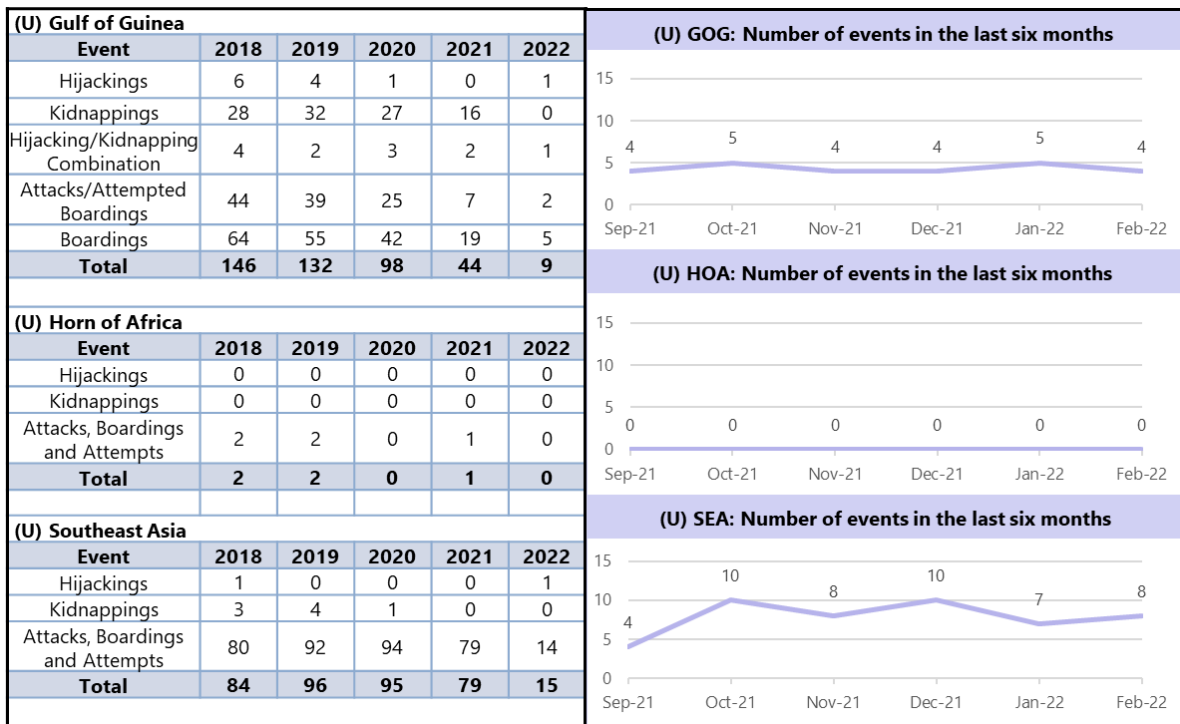 (U) Gulf of Guinea
Event 2018 2019 2020 2021 2022
Hijackings 6 4 1 0 1
Kidnappings 28 32 27 16 0
Hijacking/Kidnapping
Combination 4 2 3 2 1
Attacks/Attempted
Boardings 44 39 25 7 2
Boardings 64 55 42 19 5
Total 146 132 98 44 9
(U) Horn of Africa
Event 2018 2019 2020 2021 2022
Hijackings 0 0 0 0 0
Kidnappings 0 0 0 0 0
Attacks, Boardings
and Attempts 2 2 0 1 0
Total 2 2 0 1 0
(U) Southeast Asia
Event 2018 2019 2020 2021 2022
Hijackings 1 0 0 0 1
Kidnappings 3 4 1 0 0
Attacks, Boardings
and Attempts 80 92 94 79 14
Total 84 96 95 79 15
(U) GOG: Number of events in the last six months
15
10
5
0
4 5 4 4 5 4
Sep-21 Oct-21 Nov-21 Dec-21 Jan-22 Feb-22
(U) HOA: Number of events in the last six months
15
10
5
0
0 0 0 0 0 0
Sep-21 Oct-21 Nov-21 Dec-21 Jan-22 Feb-22
(U) SEA: Number of events in the last six months
15
10
5
0
4 10 8 10 7 8
Sep-21 Oct-21 Nov-21 Dec-21 Jan-22 Feb-22